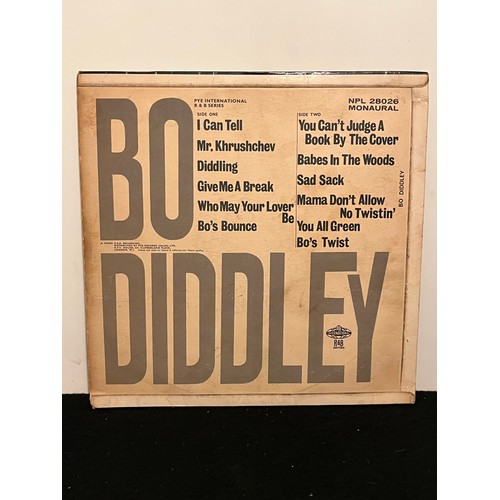 PYE INTERNATIONAL
R & B SERIES
NPL 28026
MONAURAL
BO
DIDDLEY
SIDE ONE
I Can Tell
Mr. Khrushchev
Diddling
Give Me A Break
Who May Your Lover
Be
Bo's Bounce
SIDE TWO
You Can't Judge A
Book By The Cover
Babes In The Woods
Sad Sack
Mama Don't Allow
No Twistin'
You All Green
Bo's Twist
BO DIDDLEY
R&B